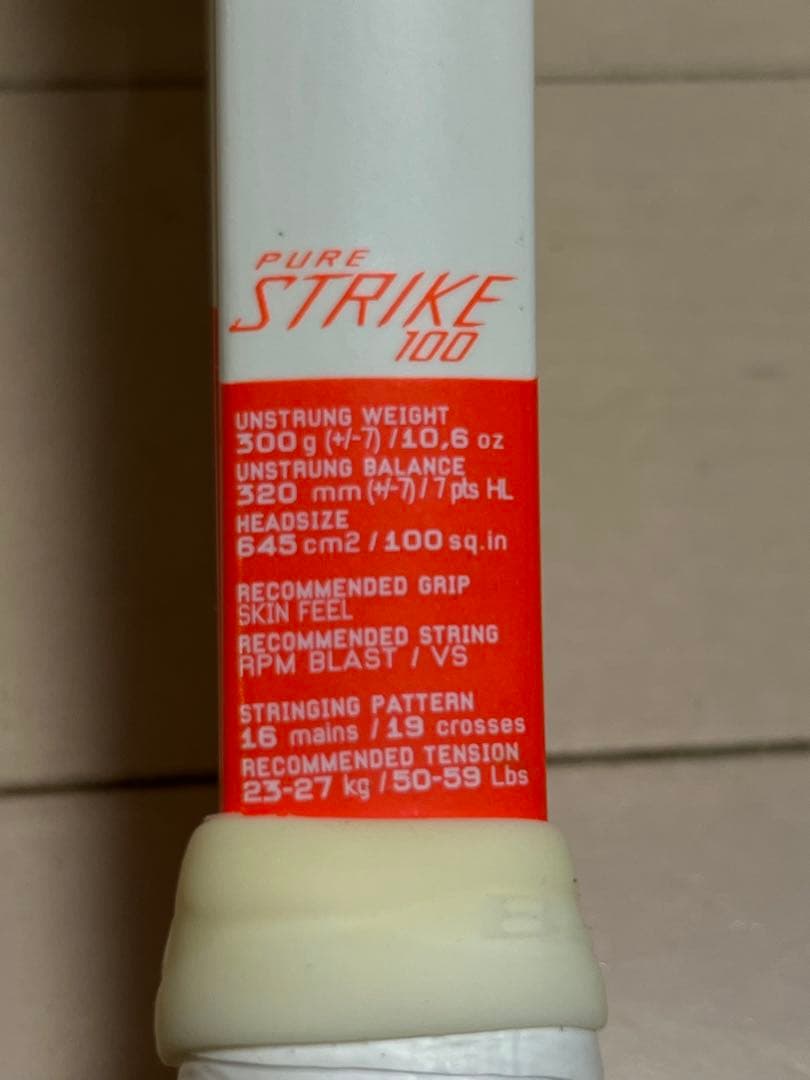 PURE
STRIKE
100
UNSTRUNG WEIGHT
300 g (+/-7) / 10,6 oz
UNSTRUNG BALANCE
320 mm (+/-7) / 7 pts HL
HEADSIZE
645 cm2 / 100 sq.in
RECOMMENDED GRIP
SKIN FEEL
RECOMMENDED STRING
RPM BLAST / VS
STRINGING PATTERN
16 mains / 19 crosses
RECOMMENDED TENSION
23-27 kg / 50-59 Lbs